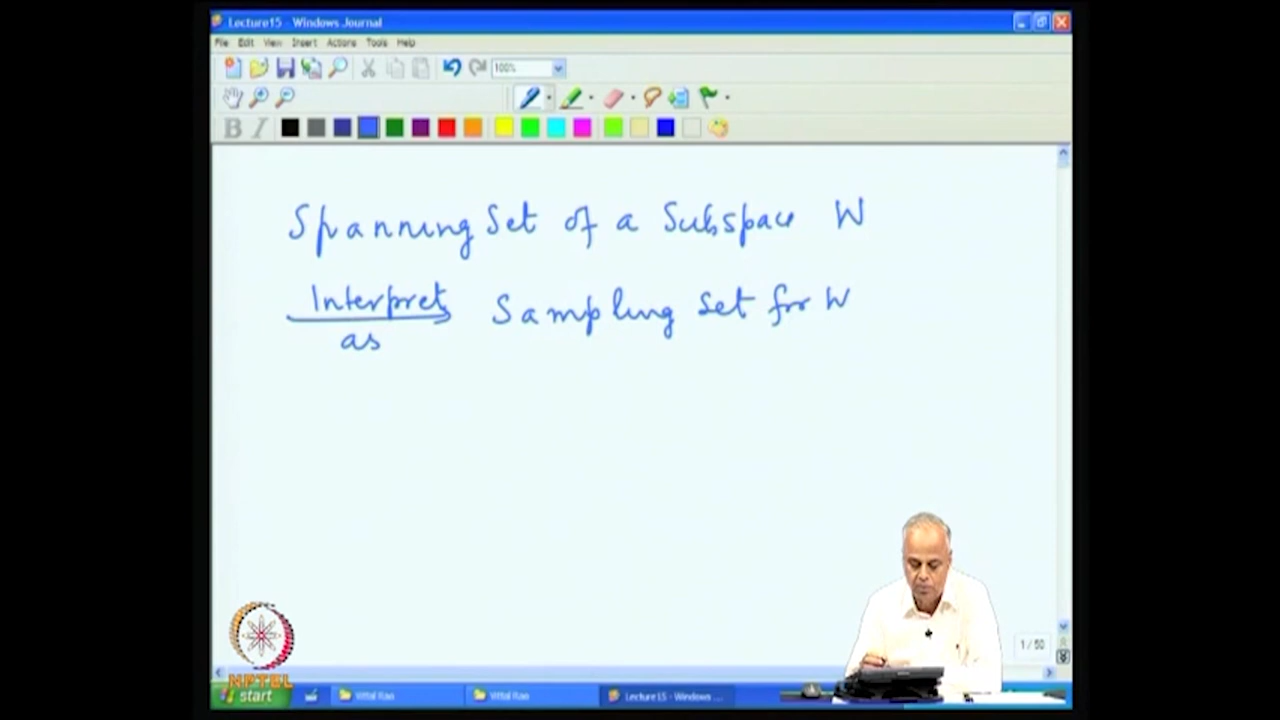 Lecture15 - Windows Journal
File Edit View Insert Actions Tools Help
100%
B I
Spanning Set of a Subspace W
Interpret as Sampling Set for W
1 / 50
NPTEL
start Vittal Rao Vittal Rao Lecture15 - Windows ...